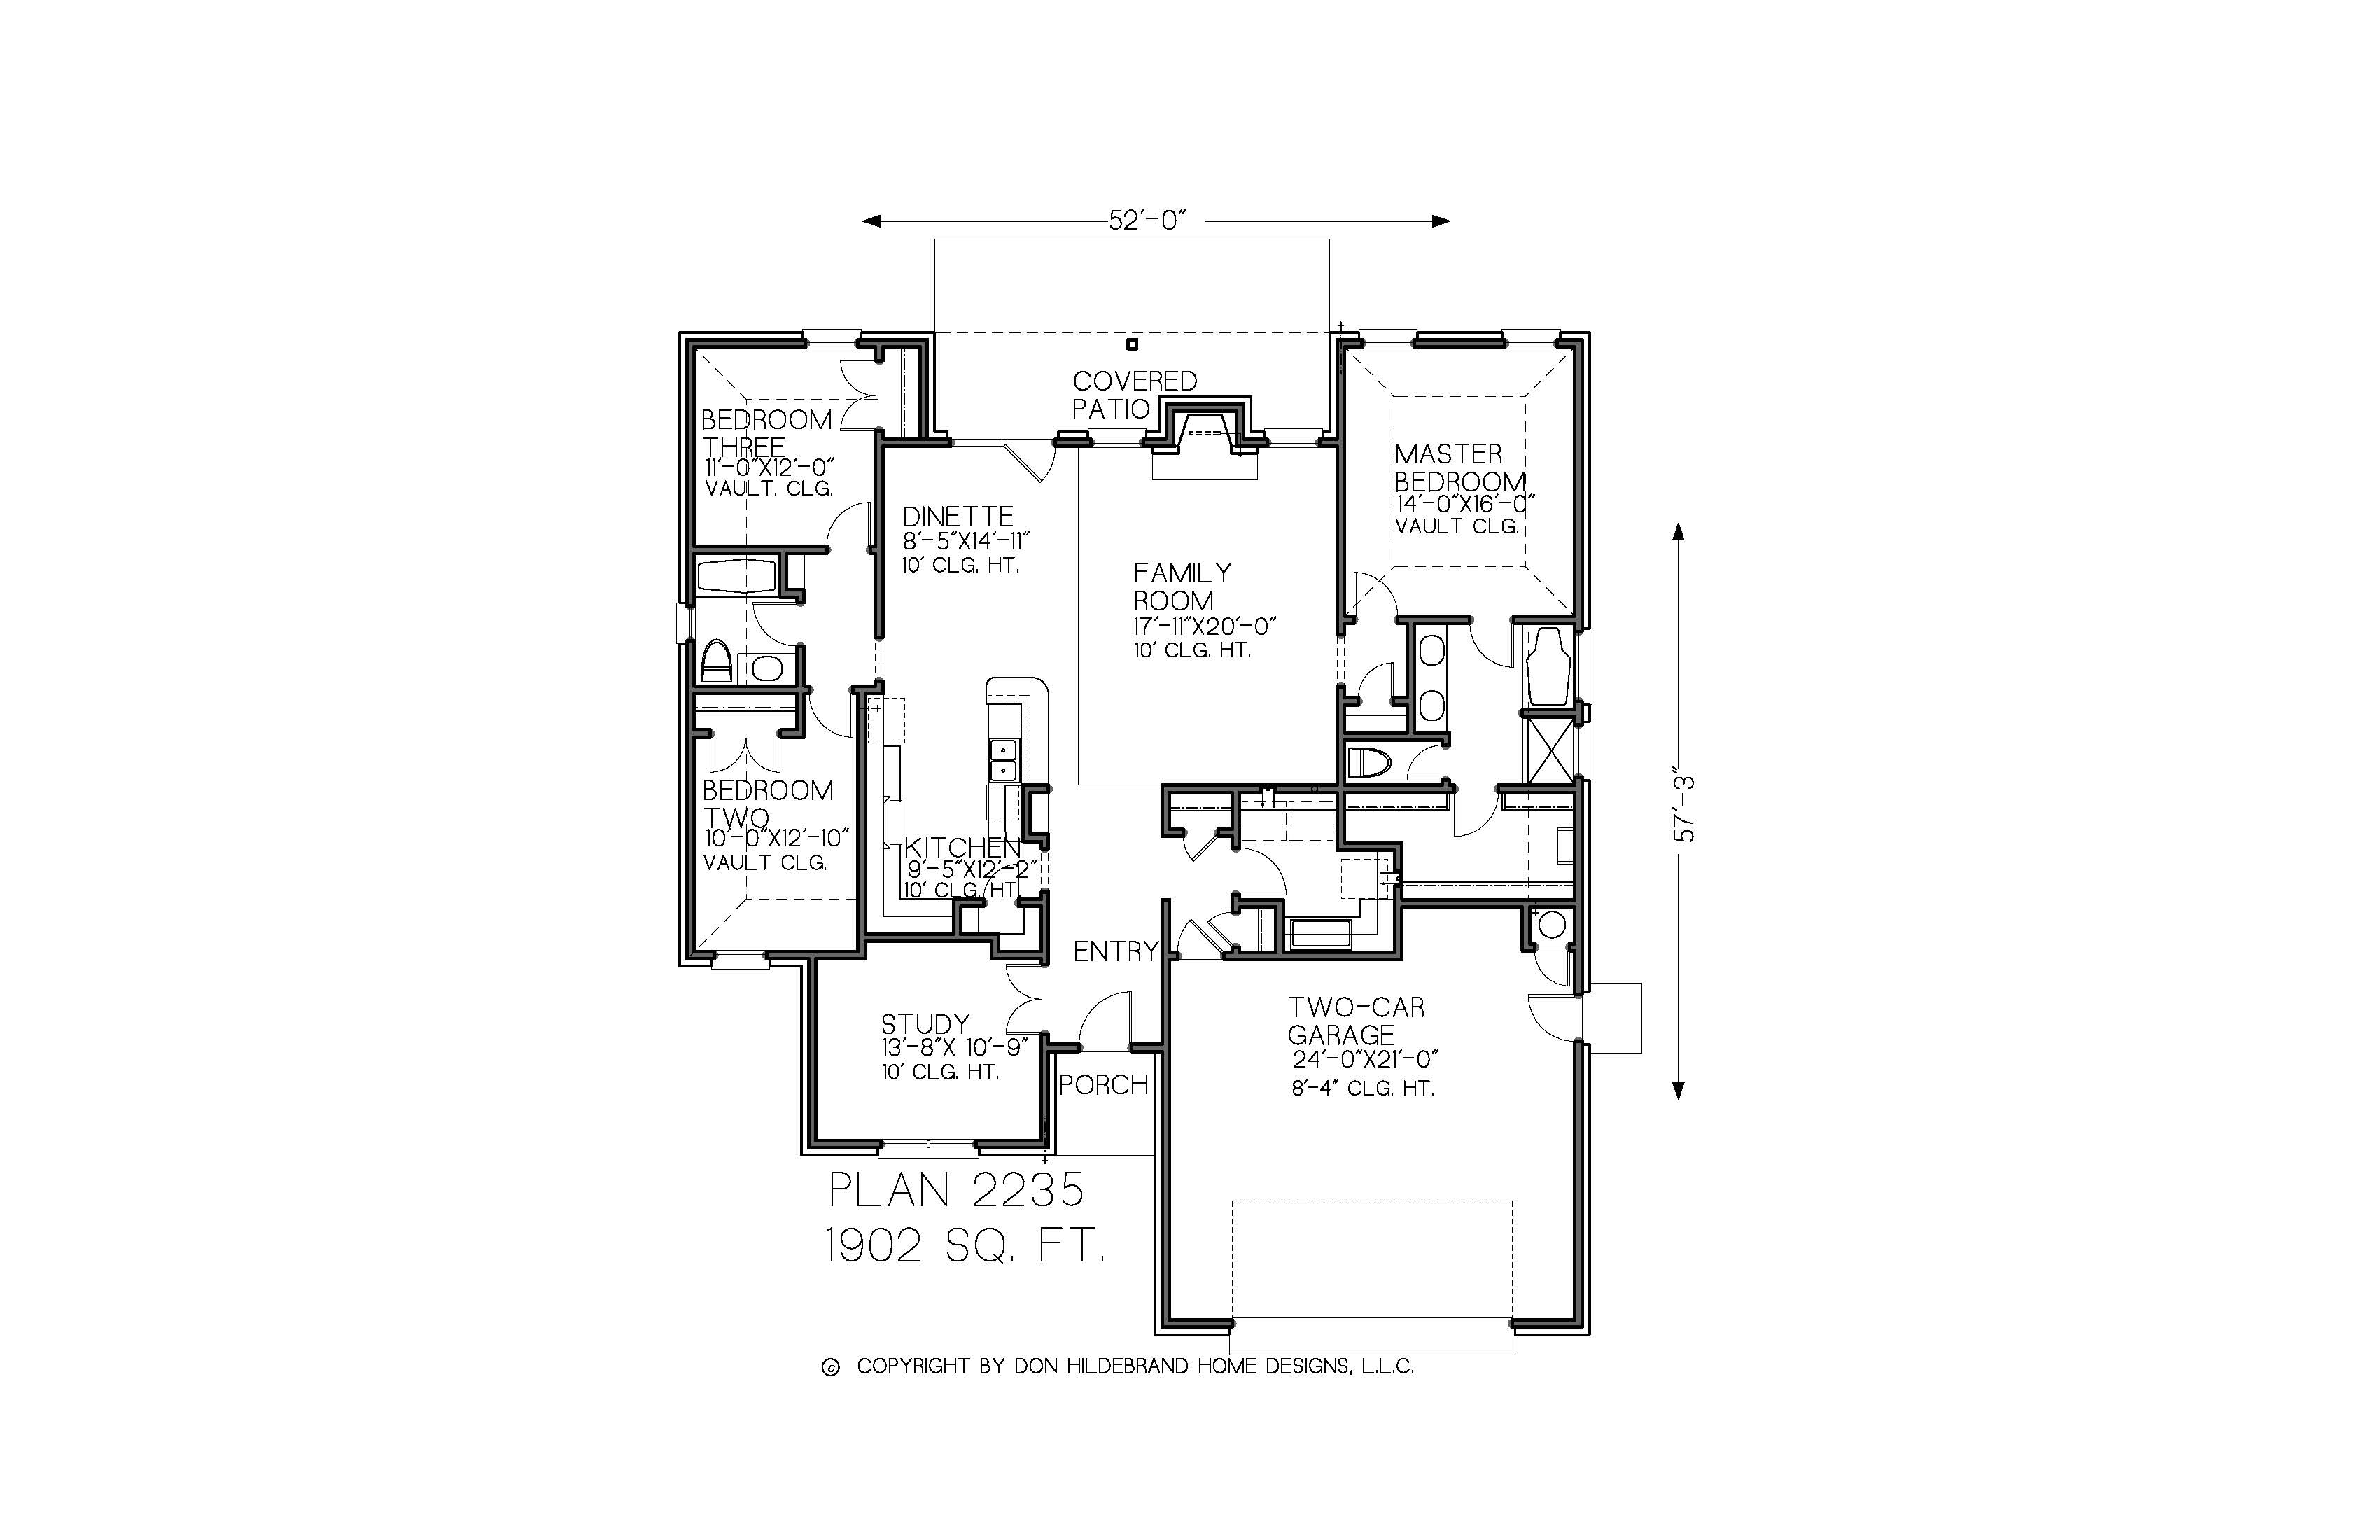 52'-0"
COVERED
PATIO
BEDROOM
THREE
11'-0"X12'-0"
VAULT. CLG.
MASTER
BEDROOM
14'-0"X16'-0"
VAULT CLG.
DINETTE
8'-5"X14'-11"
10' CLG. HT.
FAMILY
ROOM
17'-11"X20'-0"
10' CLG. HT.
57'-3"
BEDROOM
TWO
10'-0"X12'-10"
VAULT CLG.
KITCHEN
9'-5"X12'-2"
10' CLG. HT.
ENTRY
STUDY
13'-8"X 10'-9"
10' CLG. HT.
TWO-CAR
GARAGE
24'-0"X21'-0"
8'-4" CLG. HT.
PORCH
PLAN 2235
1902 SQ. FT.
© COPYRIGHT BY DON HILDEBRAND HOME DESIGNS, L.L.C.